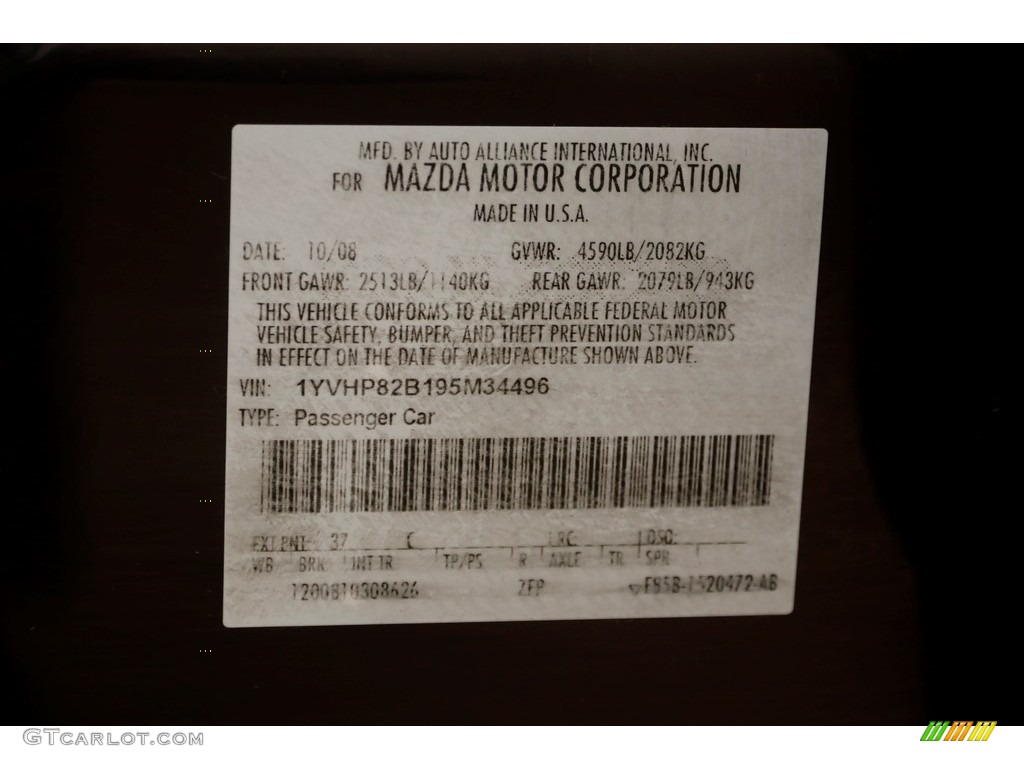 MFD. BY AUTO ALLIANCE INTERNATIONAL, INC.
FOR MAZDA MOTOR CORPORATION
MADE IN U.S.A.
DATE: 10/08 GVWR: 4590LB/2082KG
FRONT GAWR: 2513LB/1140KG REAR GAWR: 2079LB/943KG
THIS VEHICLE CONFORMS TO ALL APPLICABLE FEDERAL MOTOR
VEHICLE SAFETY, BUMPER, AND THEFT PREVENTION STANDARDS
IN EFFECT ON THE DATE OF MANUFACTURE SHOWN ABOVE.
VIN: 1YVHP82B195M34496
TYPE: Passenger Car
EXT PNT: 37 C RC: DSO:
WB BRK INT TR TP/PS R AXLE TR SPR
1200810308626 ZFP
GTCARLOT.COM